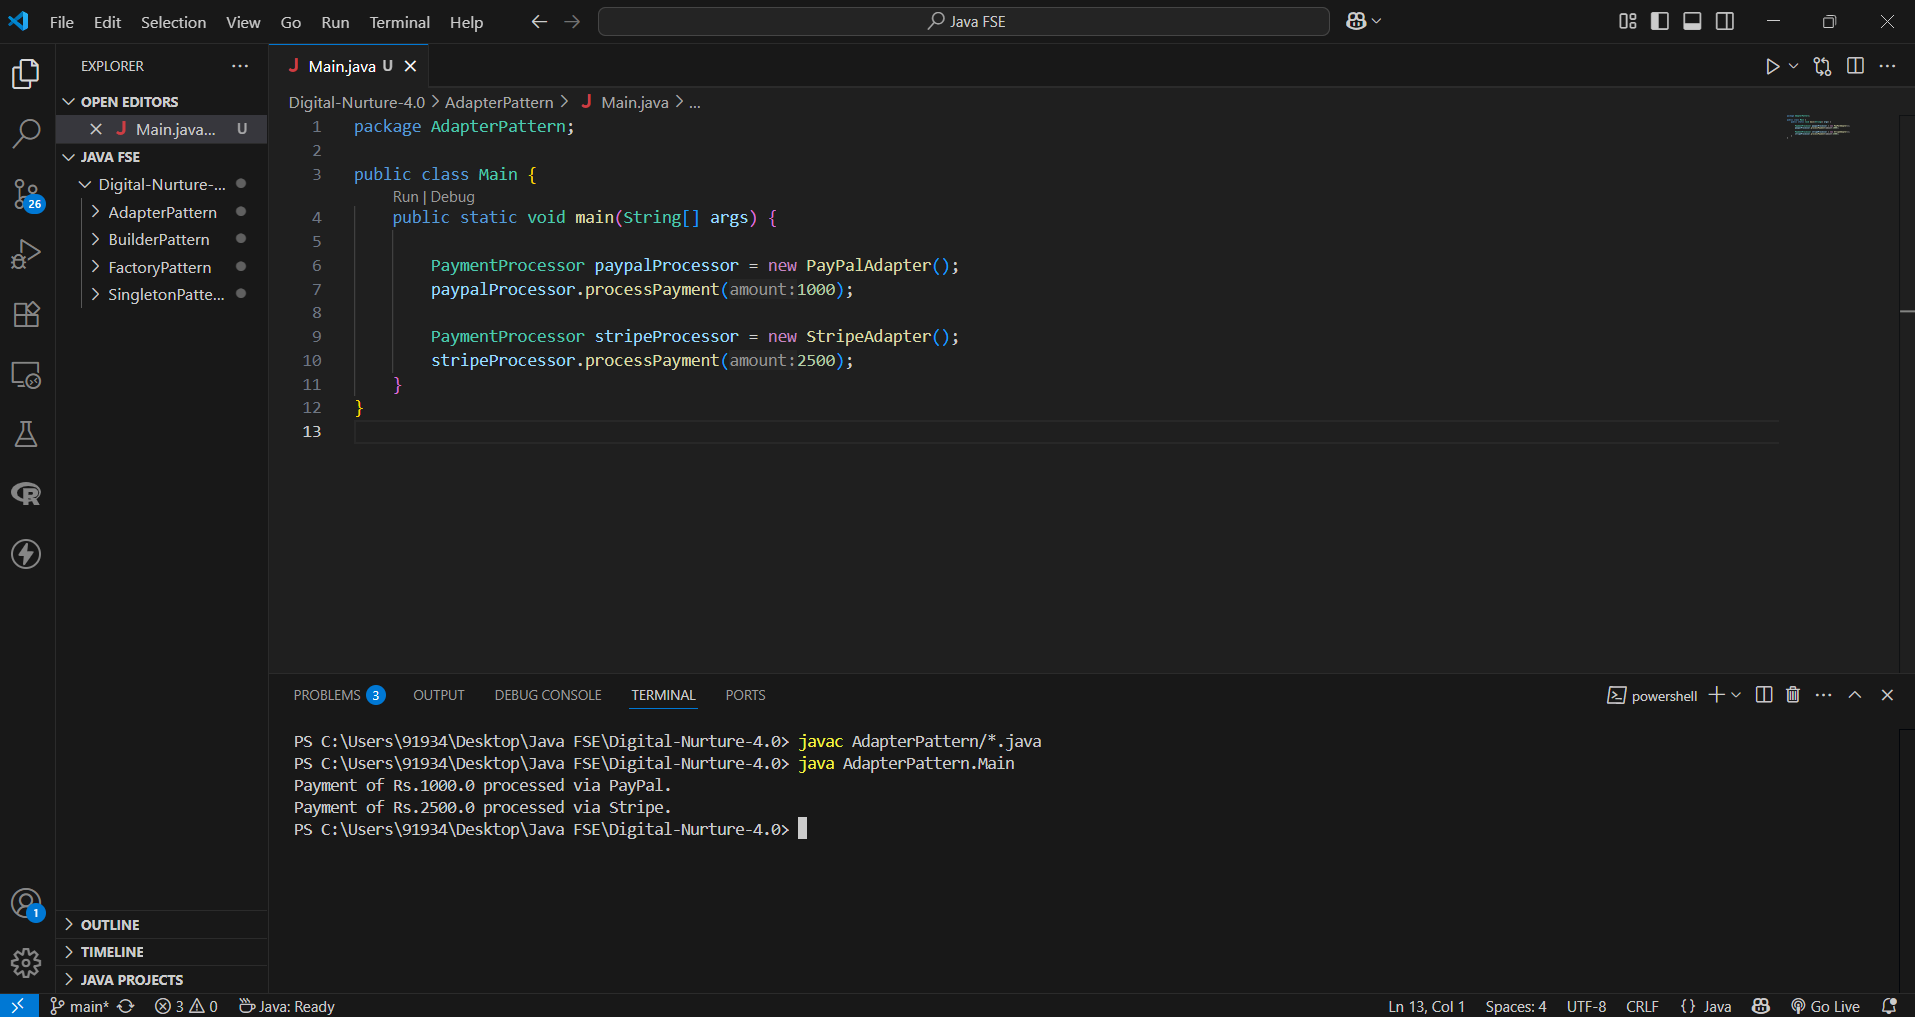 File Edit Selection View Go Run Terminal Help
Java FSE
EXPLORER
OPEN EDITORS
Main.java... U
JAVA FSE
Digital-Nurture-...
AdapterPattern
BuilderPattern
FactoryPattern
SingletonPatte...
26
1
OUTLINE
TIMELINE
JAVA PROJECTS
Main.java U
Digital-Nurture-4.0 > AdapterPattern > Main.java > ...
1 package AdapterPattern;
2
3 public class Main {
Run | Debug
4 public static void main(String[] args) {
5
6 PaymentProcessor paypalProcessor = new PayPalAdapter();
7 paypalProcessor.processPayment(amount:1000);
8
9 PaymentProcessor stripeProcessor = new StripeAdapter();
10 stripeProcessor.processPayment(amount:2500);
11 }
12 }
13
PROBLEMS 3 OUTPUT DEBUG CONSOLE TERMINAL PORTS
powershell
PS C:\Users\91934\Desktop\Java FSE\Digital-Nurture-4.0> javac AdapterPattern/*.java
PS C:\Users\91934\Desktop\Java FSE\Digital-Nurture-4.0> java AdapterPattern.Main
Payment of Rs.1000.0 processed via PayPal.
Payment of Rs.2500.0 processed via Stripe.
PS C:\Users\91934\Desktop\Java FSE\Digital-Nurture-4.0>
main* 3 0 Java: Ready
Ln 13, Col 1 Spaces: 4 UTF-8 CRLF {} Java Go Live